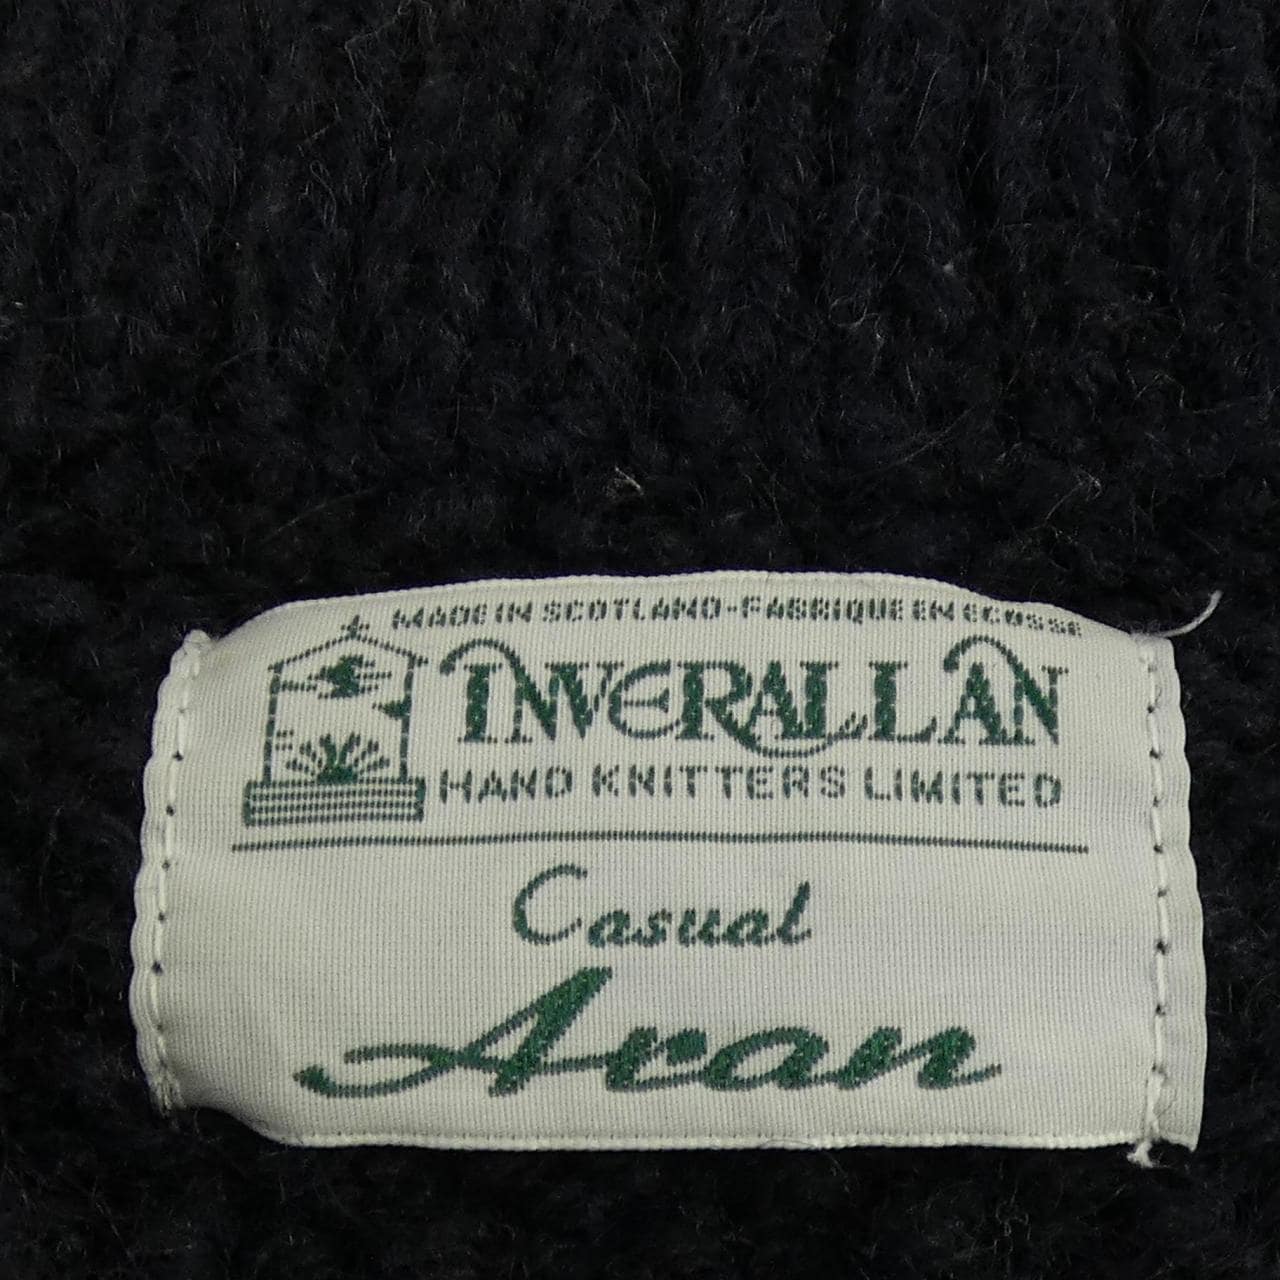 MADE IN SCOTLAND-FABRIQUE EN ECOSSE
INVERALLAN
HAND KNITTERS LIMITED
Casual
Aran